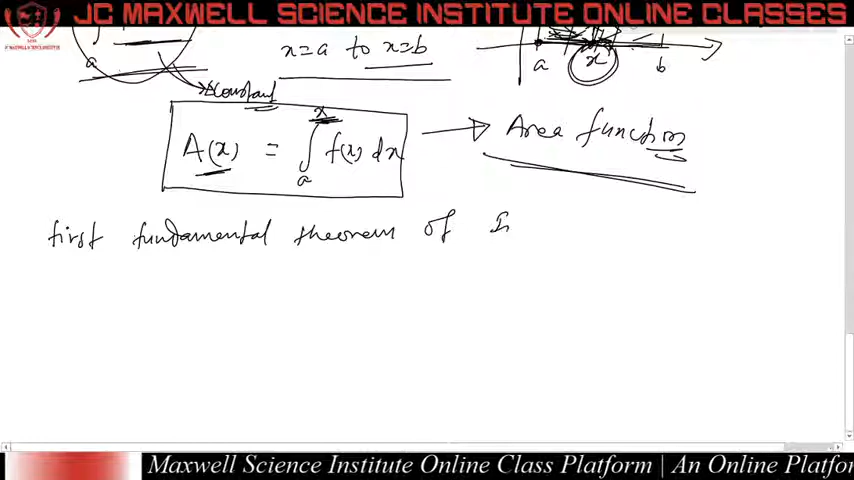 JC MAXWELL SCIENCE INSTITUTE ONLINE CLASSES
x=a to x=b
a
a x b
constant
A(x) = ∫ₐˣ f(x) dx → Area function
first fundamental theorem of I
Maxwell Science Institute Online Class Platform | An Online Platfor